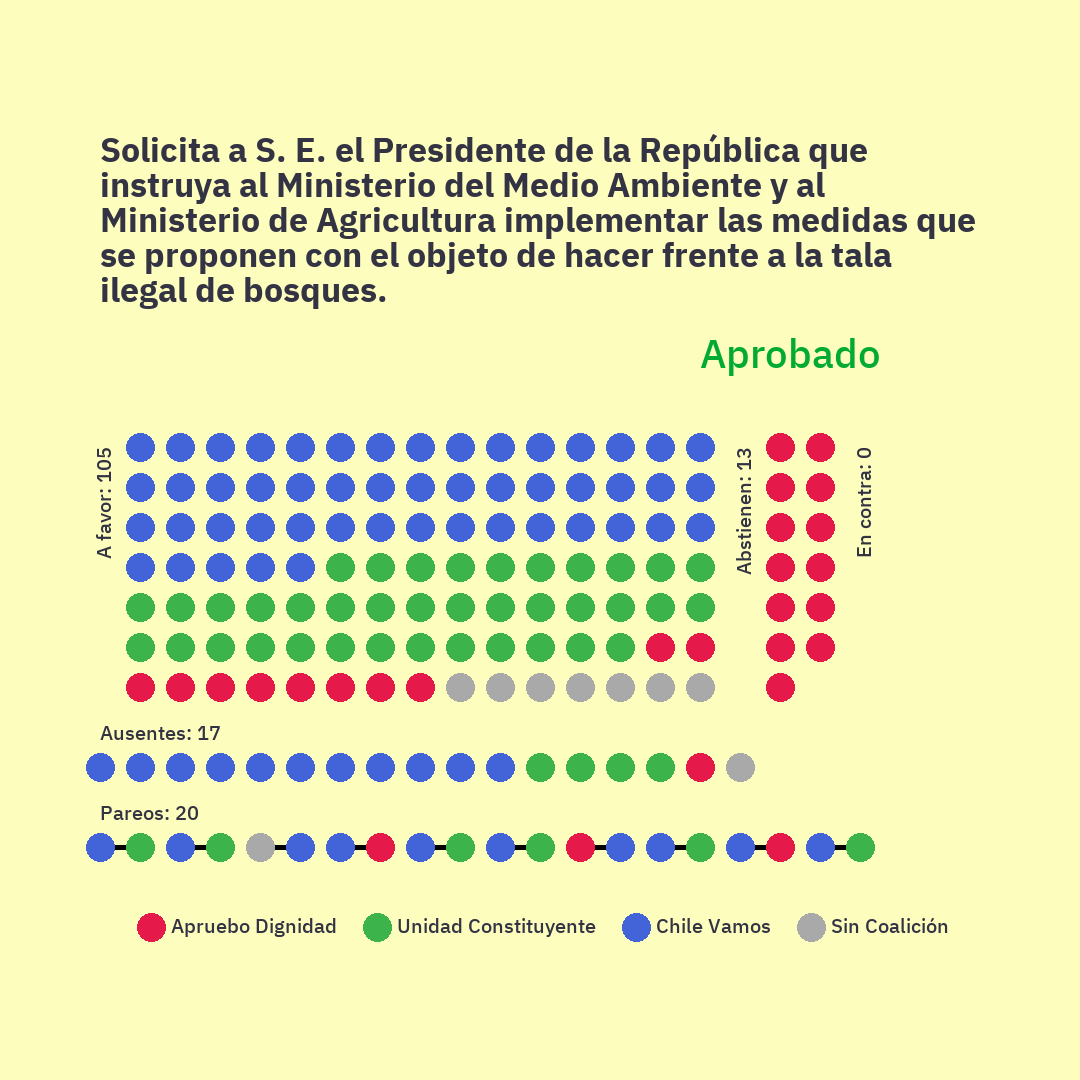 Solicita a S. E. el Presidente de la República que
instruya al Ministerio del Medio Ambiente y al
Ministerio de Agricultura implementar las medidas que
se proponen con el objeto de hacer frente a la tala
ilegal de bosques.
Aprobado
A favor: 105
Abstienen: 13
En contra: 0
Ausentes: 17
Pareos: 20
Apruebo Dignidad
Unidad Constituyente
Chile Vamos
Sin Coalición